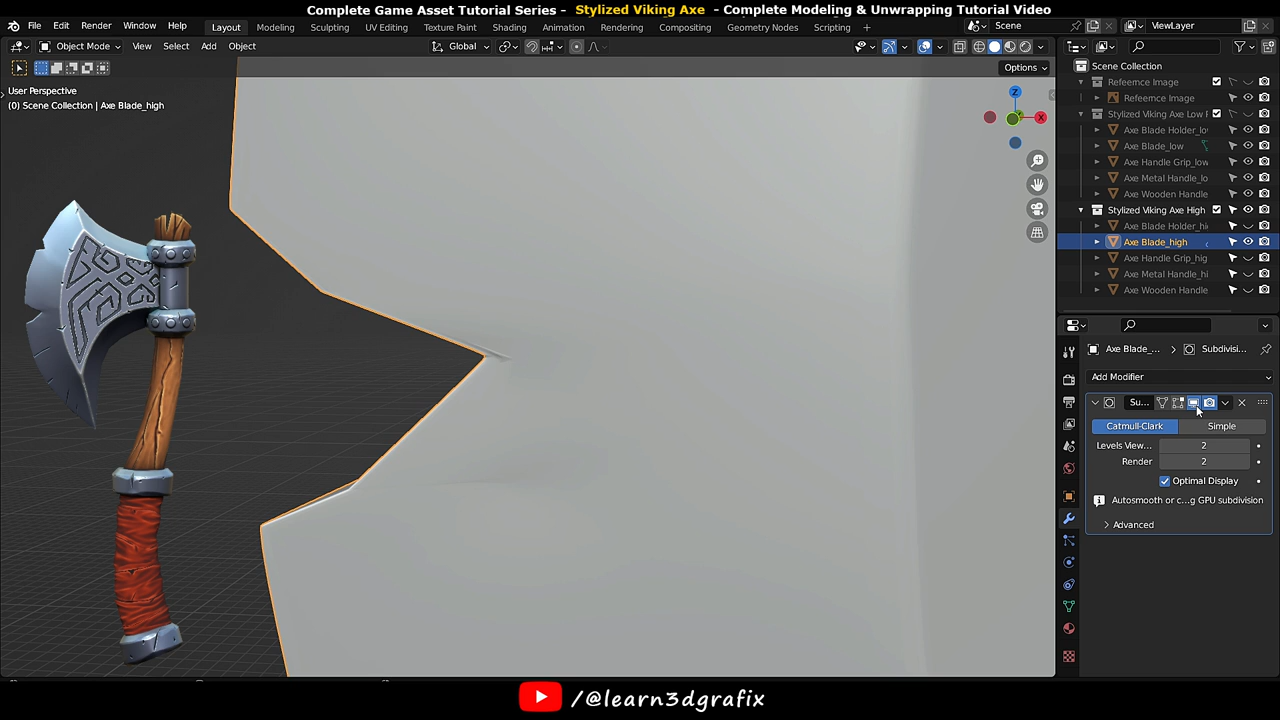 Complete Game Asset Tutorial Series - Stylized Viking Axe - Complete Modeling & Unwrapping Tutorial Video
File Edit Render Window Help Layout Modeling Sculpting UV Editing Texture Paint Shading Animation Rendering Compositing Geometry Nodes Scripting Scene ViewLayer
Object Mode View Select Add Object Global
Options
User Perspective
(0) Scene Collection | Axe Blade_high
Z
X
Scene Collection
Refeernce Image
Refeernce Image
Stylized Viking Axe Low
Axe Blade Holder_lo
Axe Blade_low
Axe Handle Grip_low
Axe Metal Handle_lo
Axe Wooden Handle
Stylized Viking Axe High
Axe Blade Holder_hi
Axe Blade_high
Axe Handle Grip_hig
Axe Metal Handle_hi
Axe Wooden Handle
Axe Blade_... Subdivisi...
Add Modifier
Su...
Catmull-Clark Simple
Levels View... 2
Render 2
Optimal Display
Autosmooth or c...g GPU subdivision
Advanced
/@learn3dgrafix